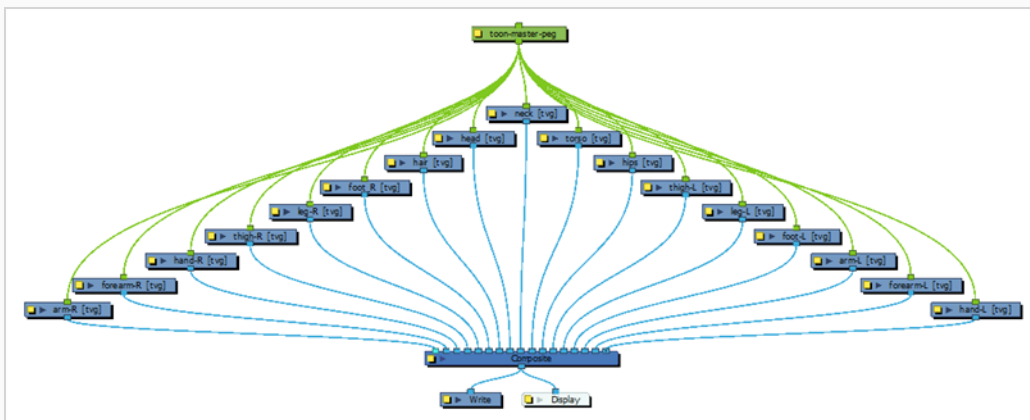 toon-master-peg
neck [tvg]
head [tvg]
torso [tvg]
hair [tvg]
hips [tvg]
foot_R [tvg]
thigh-L [tvg]
leg-R [tvg]
leg-L [tvg]
thigh-R [tvg]
foot-L [tvg]
hand-R [tvg]
arm-L [tvg]
forearm-R [tvg]
forearm-L [tvg]
arm-R [tvg]
hand-L [tvg]
Composite
Write
Display